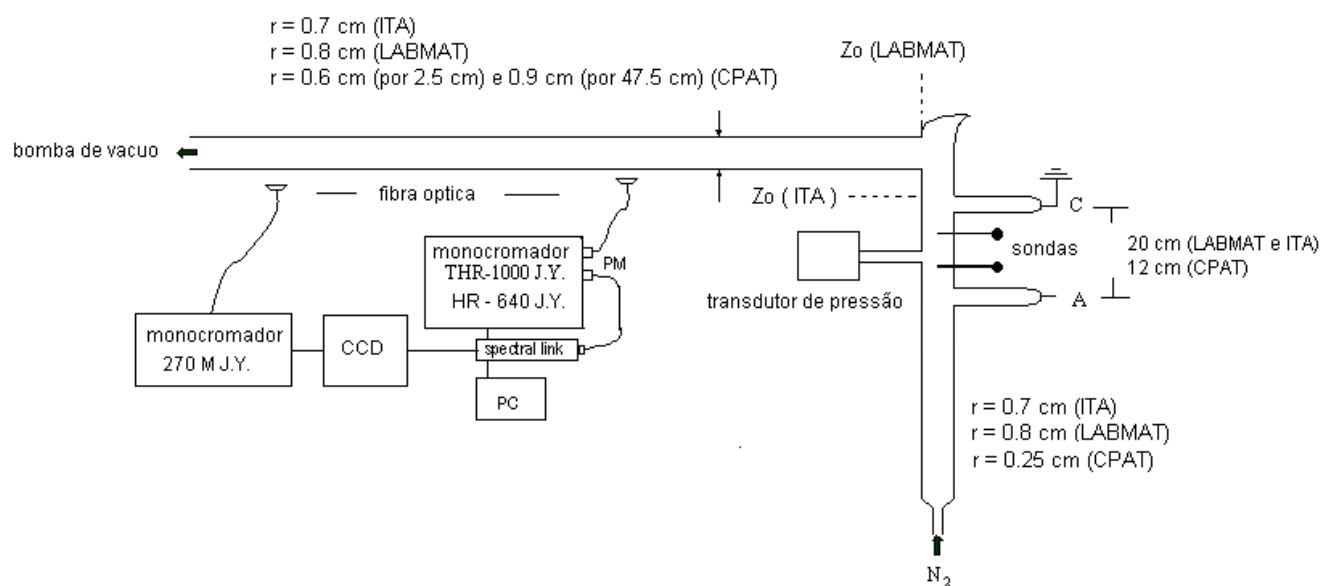 r = 0.7 cm (ITA)
r = 0.8 cm (LABMAT)
r = 0.6 cm (por 2.5 cm) e 0.9 cm (por 47.5 cm) (CPAT)
Zo (LABMAT)
bomba de vacuo
fibra optica
Zo ( ITA )
C
sondas
20 cm (LABMAT e ITA)
12 cm (CPAT)
A
transdutor de pressão
monocromador
THR-1000 J.Y.
HR - 640 J.Y.
PM
monocromador
270 M J.Y.
CCD
spectral link
PC
r = 0.7 cm (ITA)
r = 0.8 cm (LABMAT)
r = 0.25 cm (CPAT)
N2